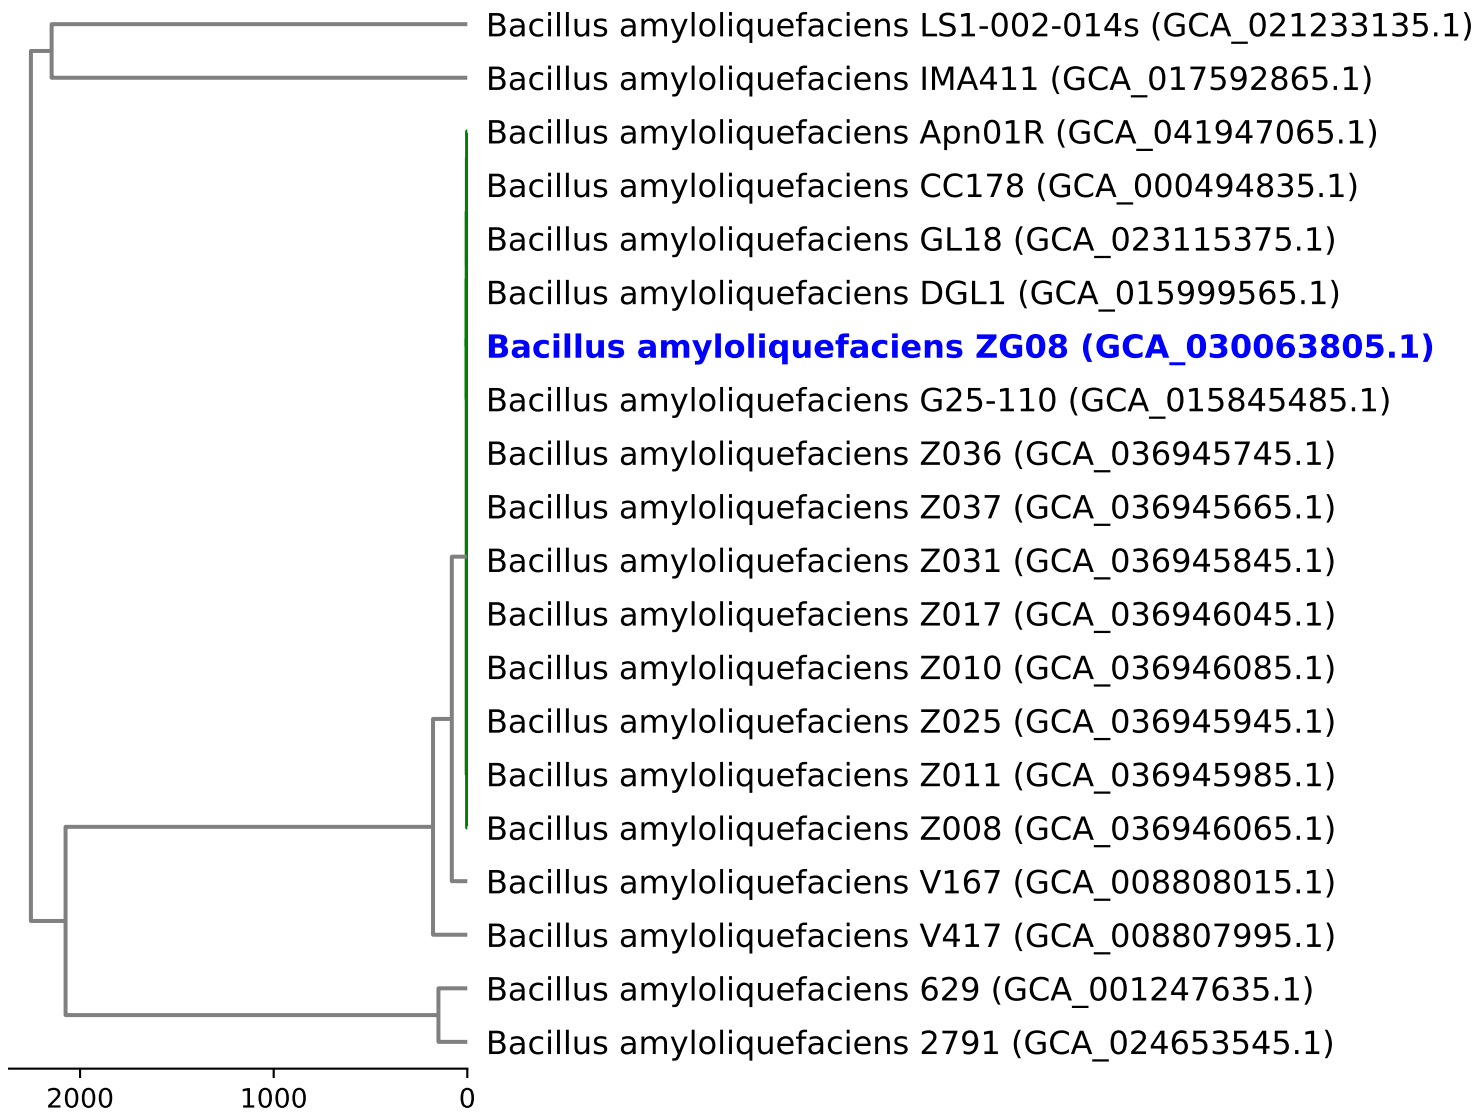 Bacillus amyloliquefaciens LS1-002-014s (GCA_021233135.1)
Bacillus amyloliquefaciens IMA411 (GCA_017592865.1)
Bacillus amyloliquefaciens Apn01R (GCA_041947065.1)
Bacillus amyloliquefaciens CC178 (GCA_000494835.1)
Bacillus amyloliquefaciens GL18 (GCA_023115375.1)
Bacillus amyloliquefaciens DGL1 (GCA_015999565.1)
Bacillus amyloliquefaciens ZG08 (GCA_030063805.1)
Bacillus amyloliquefaciens G25-110 (GCA_015845485.1)
Bacillus amyloliquefaciens Z036 (GCA_036945745.1)
Bacillus amyloliquefaciens Z037 (GCA_036945665.1)
Bacillus amyloliquefaciens Z031 (GCA_036945845.1)
Bacillus amyloliquefaciens Z017 (GCA_036946045.1)
Bacillus amyloliquefaciens Z010 (GCA_036946085.1)
Bacillus amyloliquefaciens Z025 (GCA_036945945.1)
Bacillus amyloliquefaciens Z011 (GCA_036945985.1)
Bacillus amyloliquefaciens Z008 (GCA_036946065.1)
Bacillus amyloliquefaciens V167 (GCA_008808015.1)
Bacillus amyloliquefaciens V417 (GCA_008807995.1)
Bacillus amyloliquefaciens 629 (GCA_001247635.1)
Bacillus amyloliquefaciens 2791 (GCA_024653545.1)
2000 1000 0